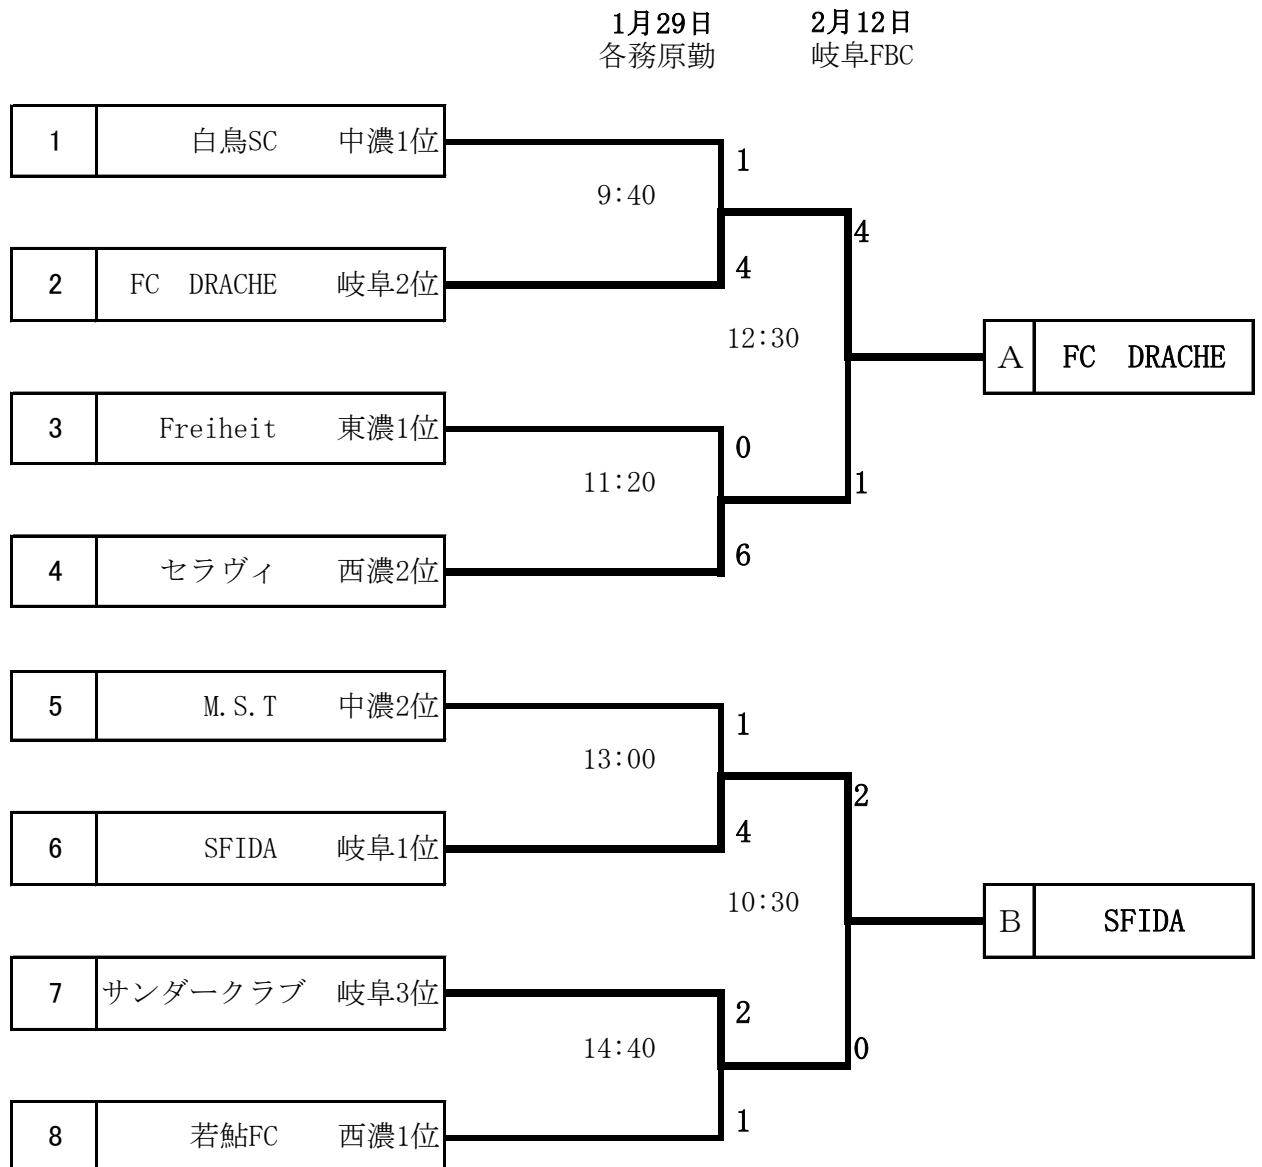 1月29日 2月12日
各務原勤 岐阜FBC
1 白鳥SC 中濃1位
1
9:40
4
2 FC DRACHE 岐阜2位
4
12:30
A FC DRACHE
3 Freiheit 東濃1位
0
11:20
1
6
4 セラヴィ 西濃2位
5 M.S.T 中濃2位
1
13:00
2
4
6 SFIDA 岐阜1位
10:30
B SFIDA
7 サンダークラブ 岐阜3位
2
14:40
0
1
8 若鮎FC 西濃1位